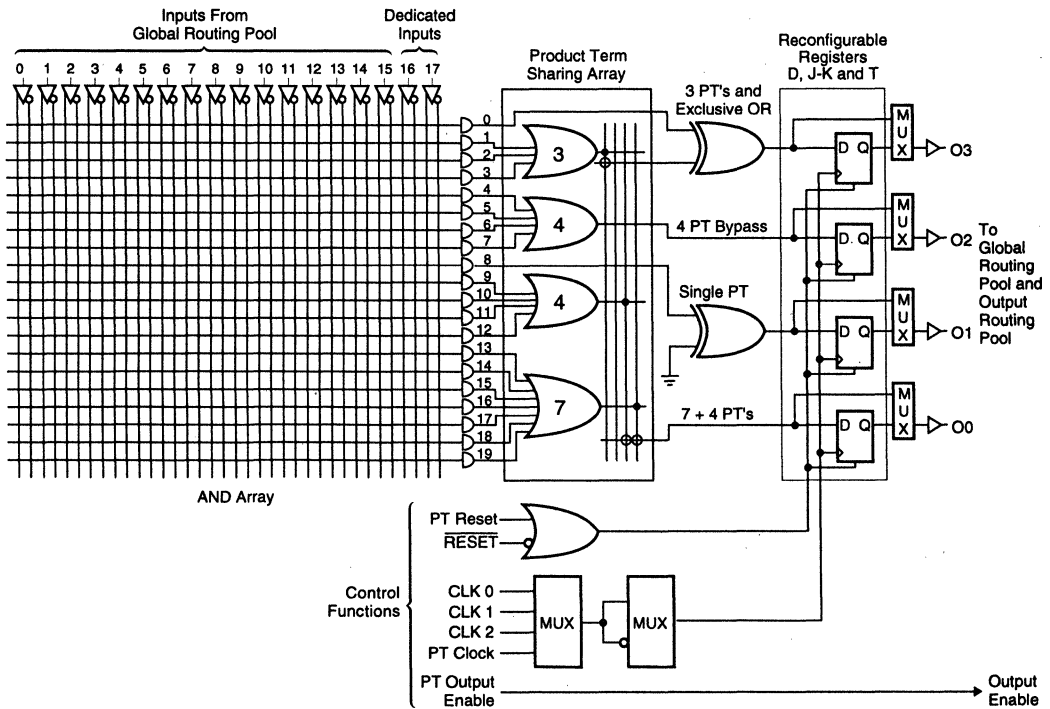 Inputs From
Global Routing Pool
Dedicated
Inputs
0 1 2 3 4 5 6 7 8 9 10 11 12 13 14 15 16 17
Product Term
Sharing Array
Reconfigurable
Registers
D, J-K and T
3 PT's and
Exclusive OR
0
1
2
3
4
5
6
7
8
9
10
11
12
13
14
15
16
17
18
19
3
4
4
7
4 PT Bypass
Single PT
7 + 4 PT's
D Q
MUX
O3
D. Q
MUX
O2
D Q
MUX
O1
D Q
MUX
O0
To
Global
Routing
Pool and
Output
Routing
Pool
AND Array
Control
Functions
PT Reset
RESET
CLK 0
CLK 1
CLK 2
PT Clock
MUX
MUX
PT Output
Enable
Output
Enable